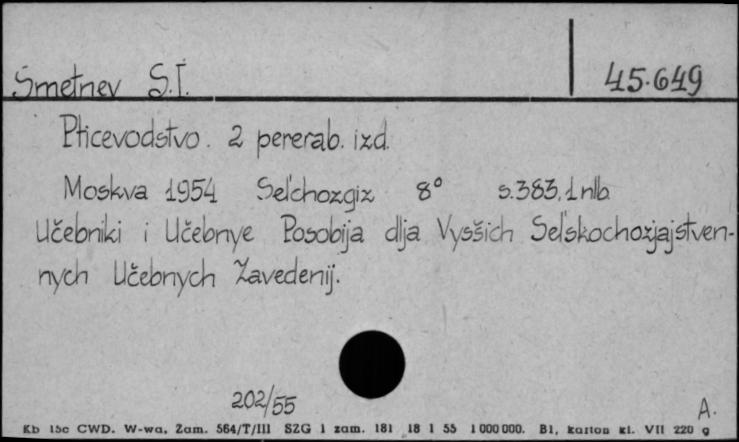 Smetnev S.I.
45.649
Pticevodstvo. 2 pererab. izd.
Moskva 1954 Sel'chozgiz 8° s.383,1 nlb.
Učebniki i Učebnye Posobija dlja Vysšich Sel'skochozjajstven-
nych Učebnych Zavedenij.
202/55
A.
Kb 15c CWD. W-wa, Zam. 564/T/III SZG 1 zam. 181 18 1 55 1 000 000. B1, karton kl. VII 220 g